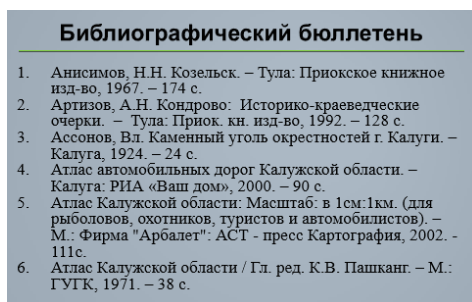 Библиографический бюллетень
1. Анисимов, Н.Н. Козельск. – Тула: Приокское книжное
изд-во, 1967. – 174 с.
2. Артизов, А.Н. Кондрово: Историко-краеведческие
очерки. – Тула: Приок. кн. изд-во, 1992. – 128 с.
3. Ассонов, Вл. Каменный уголь окрестностей г. Калуги. –
Калуга, 1924. – 24 с.
4. Атлас автомобильных дорог Калужской области. –
Калуга: РИА «Ваш дом», 2000. – 90 с.
5. Атлас Калужской области: Масштаб: в 1см:1км. (для
рыболовов, охотников, туристов и автомобилистов). –
М.: Фирма "Арбалет": АСТ - пресс Картография, 2002. -
111с.
6. Атлас Калужской области / Гл. ред. К.В. Пашканг. – М.:
ГУГК, 1971. – 38 с.